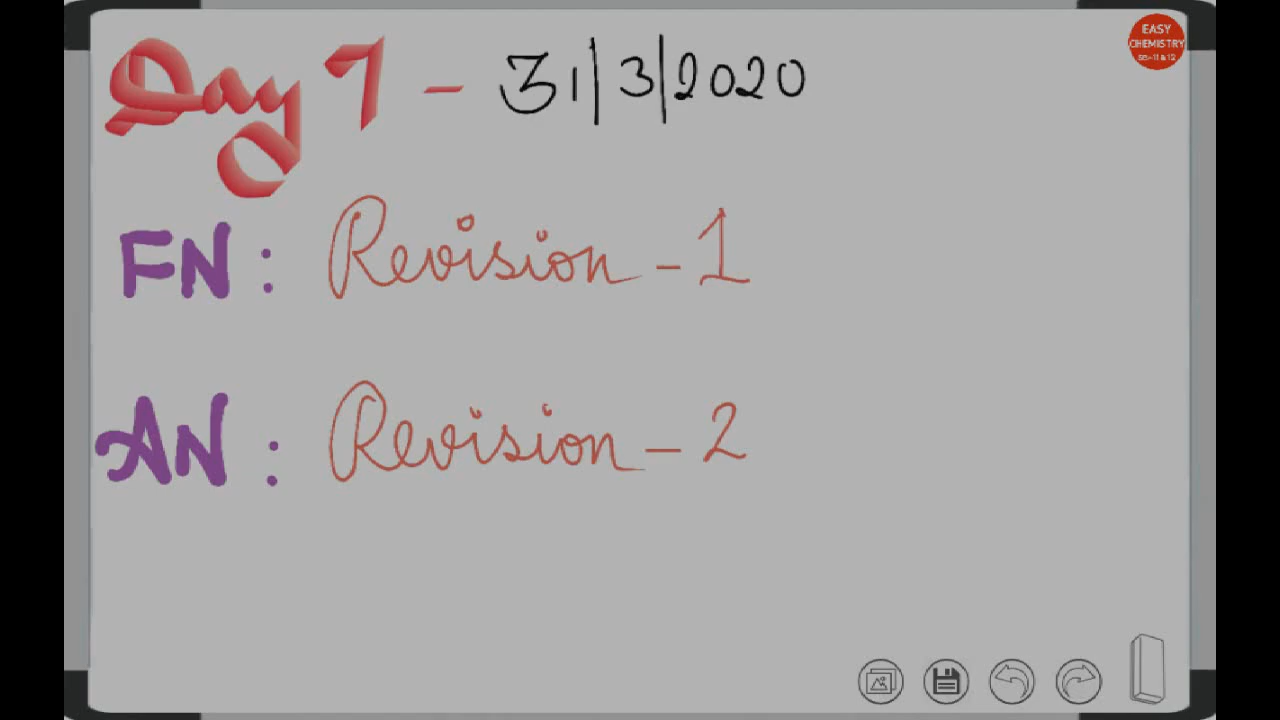 Day 7 - 31/3/2020
EASY
CHEMISTRY
FN : Revision - 1
AN : Revision - 2